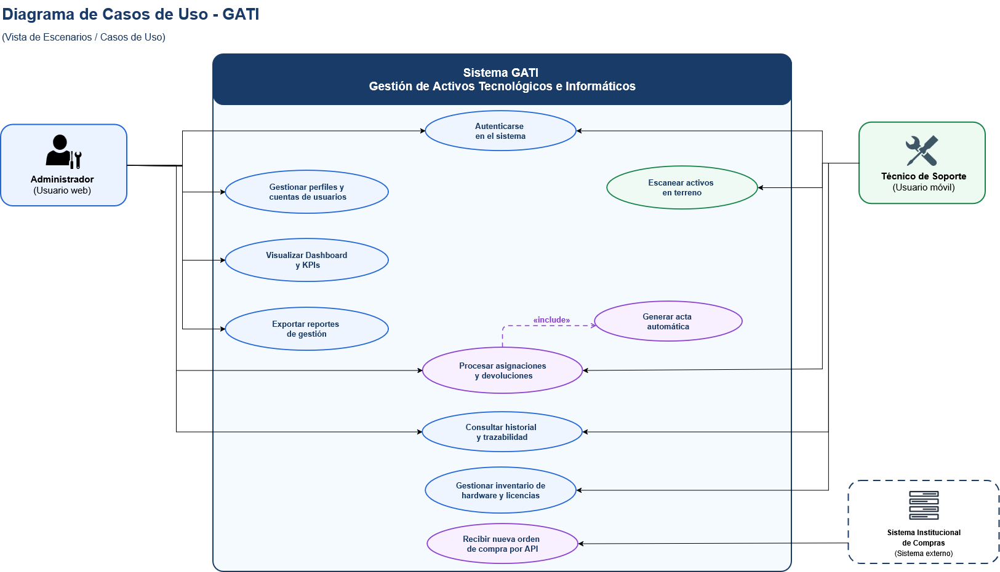 Diagrama de Casos de Uso - GATI
(Vista de Escenarios / Casos de Uso)
Sistema GATI
Gestión de Activos Tecnológicos e Informáticos
Administrador
(Usuario web)
Autenticarse
en el sistema
Técnico de Soporte
(Usuario móvil)
Gestionar perfiles y
cuentas de usuarios
Escanear activos
en terreno
Visualizar Dashboard
y KPIs
Exportar reportes
de gestión
«include»
Generar acta
automática
Procesar asignaciones
y devoluciones
Consultar historial
y trazabilidad
Gestionar inventario de
hardware y licencias
Recibir nueva orden
de compra por API
Sistema Institucional
de Compras
(Sistema externo)